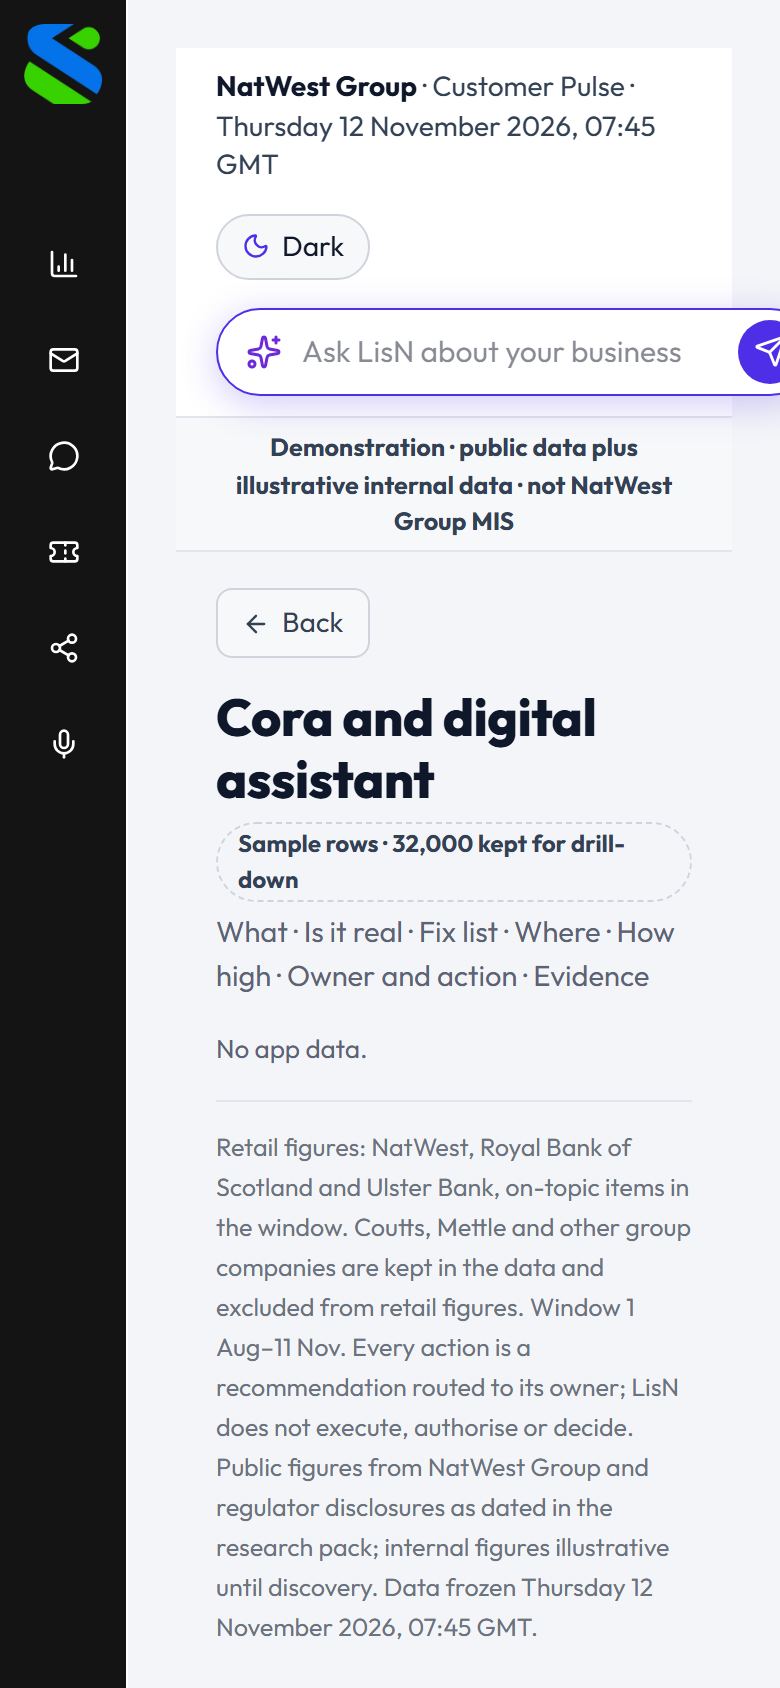 NatWest Group · Customer Pulse ·
Thursday 12 November 2026, 07:45
GMT
Dark
Ask LisN about your business
Demonstration · public data plus
illustrative internal data · not NatWest
Group MIS
Back
Cora and digital
assistant
Sample rows · 32,000 kept for drill-
down
What · Is it real · Fix list · Where · How
high · Owner and action · Evidence
No app data.
Retail figures: NatWest, Royal Bank of
Scotland and Ulster Bank, on-topic items in
the window. Coutts, Mettle and other group
companies are kept in the data and
excluded from retail figures. Window 1
Aug–11 Nov. Every action is a
recommendation routed to its owner; LisN
does not execute, authorise or decide.
Public figures from NatWest Group and
regulator disclosures as dated in the
research pack; internal figures illustrative
until discovery. Data frozen Thursday 12
November 2026, 07:45 GMT.